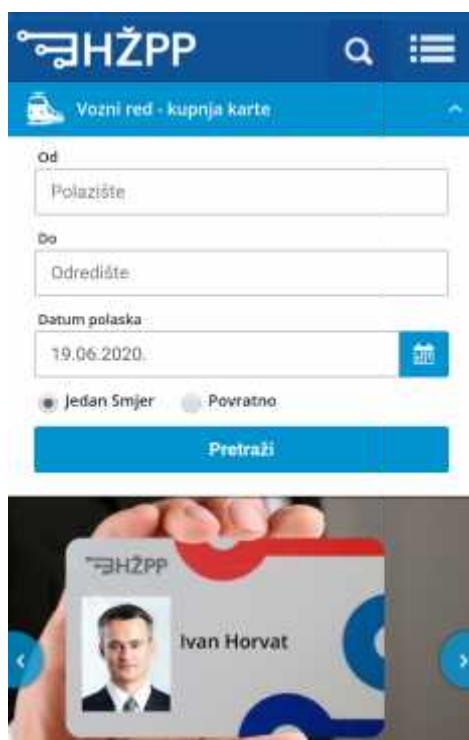 HŽPP
Vozni red - kupnja karte
Od
Polazište
Do
Odredište
Datum polaska
19.06.2020.
Jedan Smjer Povratno
Pretraži
HŽPP
Ivan Horvat